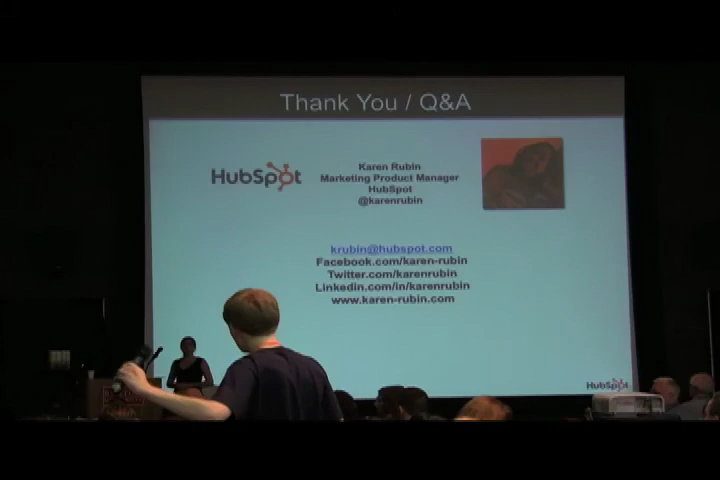 Thank You / Q&A
HubSpot
Karen Rubin
Marketing Product Manager
HubSpot
@karenrubin
krubin@hubspot.com
Facebook.com/karen-rubin
Twitter.com/karenrubin
Linkedin.com/in/karenrubin
www.karen-rubin.com
HubSpot